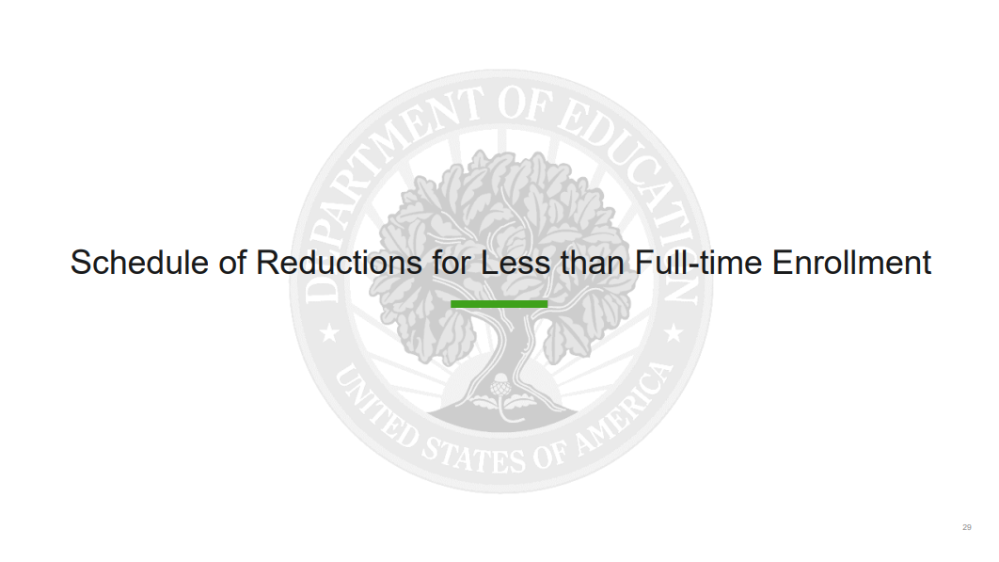 DEPARTMENT OF EDUCATION
Schedule of Reductions for Less than Full-time Enrollment
UNITED STATES OF AMERICA
29